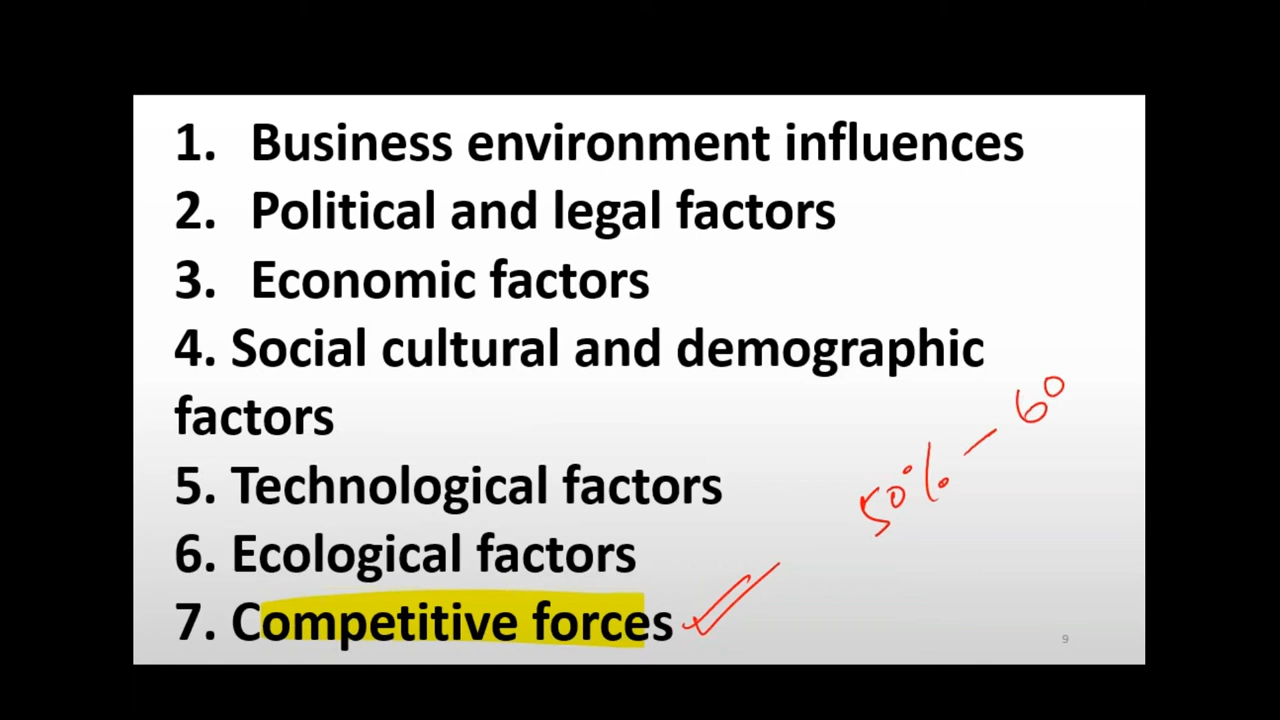 1. Business environment influences
2. Political and legal factors
3. Economic factors
4. Social cultural and demographic
factors
5. Technological factors
6. Ecological factors
7. Competitive forces
50% - 60
9